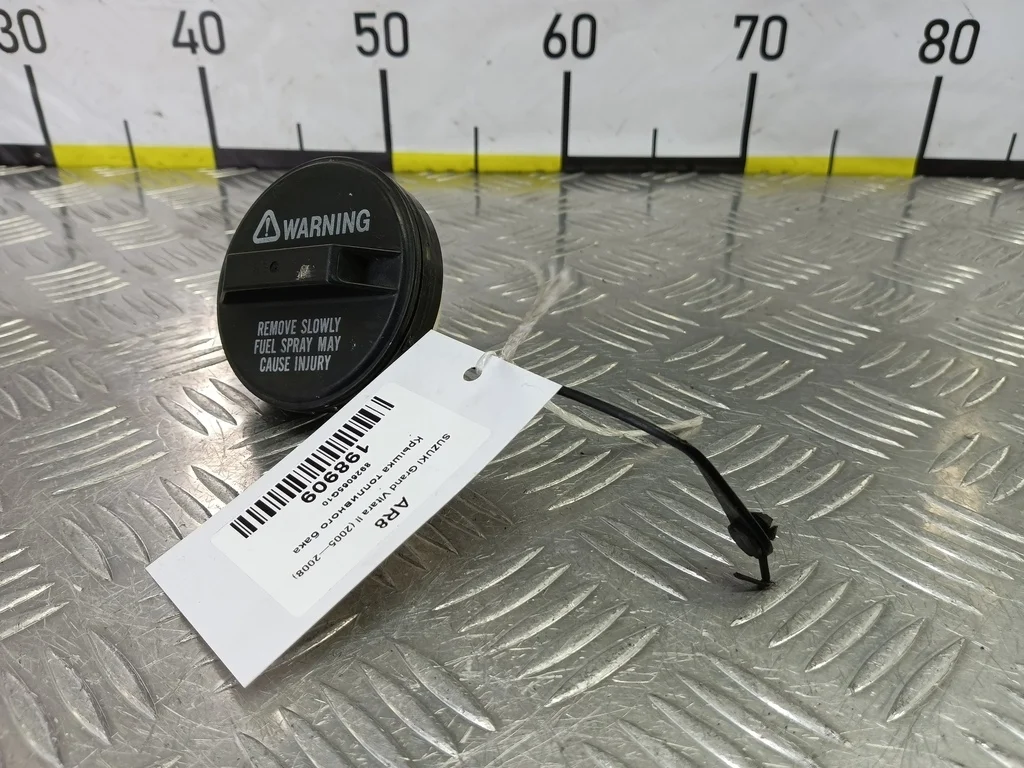 30 40 50 60 70 80
WARNING
REMOVE SLOWLY
FUEL SPRAY MAY
CAUSE INJURY
AR8
SUZUKI Grand Vitara II (2005—2008)
Крышка топливного бака
8926065G10
198909